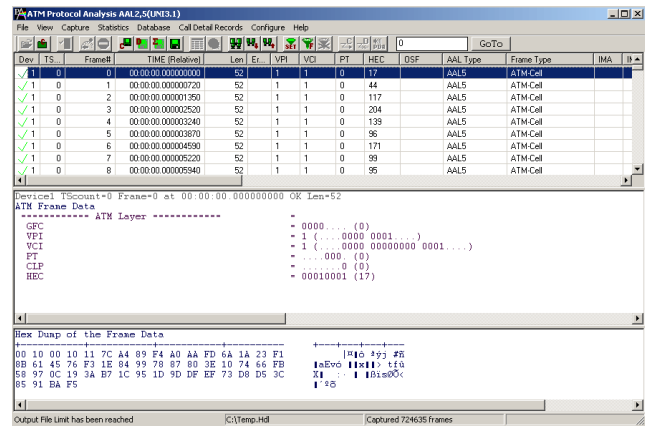 ATM Protocol Analysis AAL2,5(UNI3.1)
File View Capture Statistics Database Call Detail Records Configure Help
0 GoTo
Dev TS... Frame# TIME (Relative) Len Er... VPI VCI PT HEC OSF AAL Type Frame Type IMA
1 0 0 00:00:00.000000000 52 1 1 0 17 AAL5 ATM-Cell
1 0 1 00:00:00.000000720 52 1 1 0 44 AAL5 ATM-Cell
1 0 2 00:00:00.000001350 52 1 1 0 117 AAL5 ATM-Cell
1 0 3 00:00:00.000002520 52 1 1 0 204 AAL5 ATM-Cell
1 0 4 00:00:00.000003240 52 1 1 0 139 AAL5 ATM-Cell
1 0 5 00:00:00.000003870 52 1 1 0 96 AAL5 ATM-Cell
1 0 6 00:00:00.000004590 52 1 1 0 171 AAL5 ATM-Cell
1 0 7 00:00:00.000005220 52 1 1 0 99 AAL5 ATM-Cell
1 0 8 00:00:00.000005940 52 1 1 0 95 AAL5 ATM-Cell
Device1 TScount=0 Frame=0 at 00:00:00.000000000 OK Len=52
ATM Frame Data
------------ ATM Layer ------------ =
GFC = 0000.... (0)
VPI = 1 (....0000 0001....)
VCI = 1 (....0000 00000000 0001....)
PT = ....000. (0)
CLP = .......0 (0)
HEC = 00010001 (17)
Hex Dump of the Frame Data
00 10 00 10 11 7C A4 89 F4 A0 AA FD 6A 1A 23 F1
8B 61 45 76 F3 1E 84 99 78 87 80 3E 10 74 66 FB
58 97 0C 19 3A B7 1C 95 1D 9D DF EF 73 D8 D5 3C
85 91 BA F5
Output File Limit has been reached C:\Temp.Hdl Captured 724635 frames